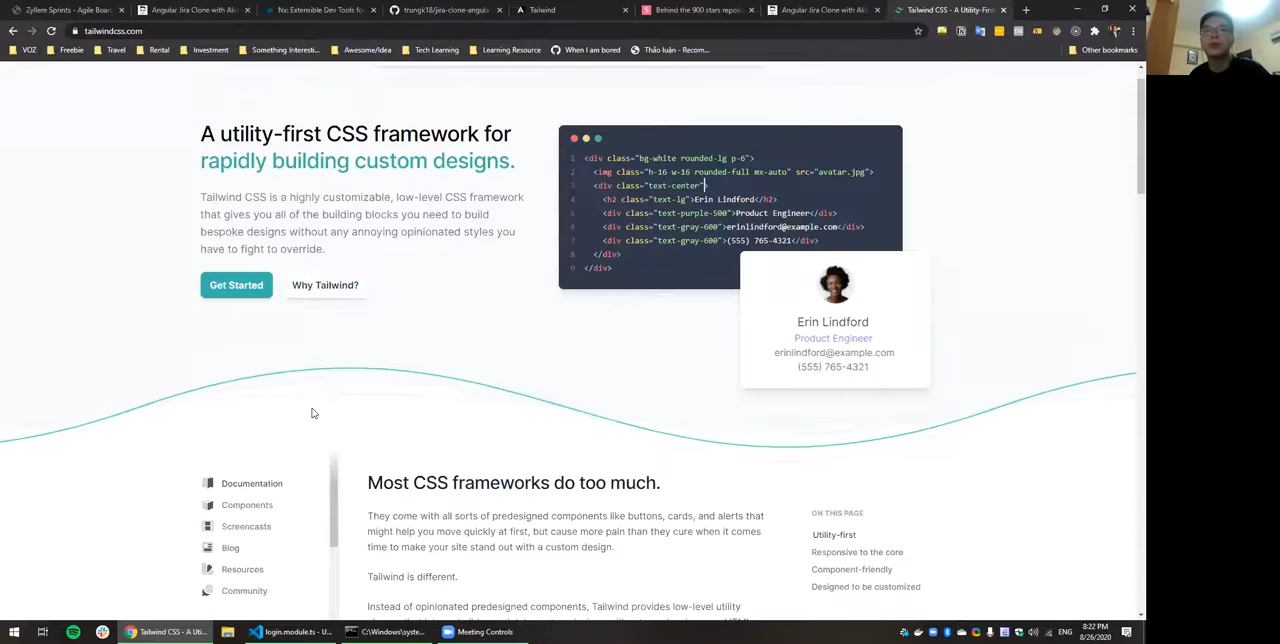 Zyllem Sprints - Agile Boar
Angular Jira Clone with Ak
Nx: Extensible Dev Tools fo
trungk18/jira-clone-angula
Tailwind
Behind the 900 stars reposit
Angular Jira Clone with Ak
Tailwind CSS - A Utility-Firs
tailwindcss.com
VOZ
Freebie
Travel
Rental
Investment
Something Interesti...
Awesome/Idea
Tech Learning
Learning Resource
When I am bored
Thảo luận - Recom...
Other bookmarks
A utility-first CSS framework for
rapidly building custom designs.
Tailwind CSS is a highly customizable, low-level CSS framework
that gives you all of the building blocks you need to build
bespoke designs without any annoying opinionated styles you
have to fight to override.
Get Started
Why Tailwind?
1 <div class="bg-white rounded-lg p-6">
2 <img class="h-16 w-16 rounded-full mx-auto" src="avatar.jpg">
3 <div class="text-center">
4 <h2 class="text-lg">Erin Lindford</h2>
5 <div class="text-purple-500">Product Engineer</div>
6 <div class="text-gray-600">erinlindford@example.com</div>
7 <div class="text-gray-600">(555) 765-4321</div>
8 </div>
9 </div>
Erin Lindford
Product Engineer
erinlindford@example.com
(555) 765-4321
Documentation
Components
Screencasts
Blog
Resources
Community
Most CSS frameworks do too much.
They come with all sorts of predesigned components like buttons, cards, and alerts that
might help you move quickly at first, but cause more pain than they cure when it comes
time to make your site stand out with a custom design.
Tailwind is different.
Instead of opinionated predesigned components, Tailwind provides low-level utility
ON THIS PAGE
Utility-first
Responsive to the core
Component-friendly
Designed to be customized
Tailwind CSS - A Uti...
login.module.ts - U...
C:\Windows\syste...
Meeting Controls
ENG
8:22 PM
8/26/2020